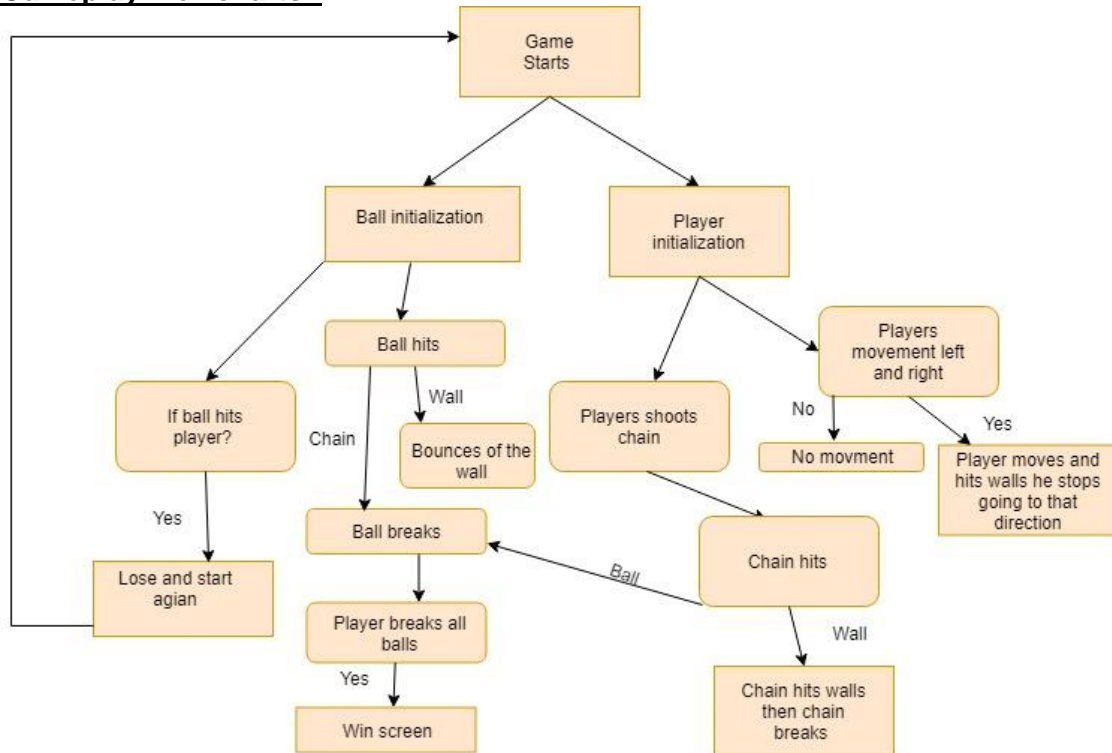 Game
Starts
Ball initialization
Player
initialization
Ball hits
Players
movement left
and right
If ball hits
player?
Wall
Players shoots
chain
No
Yes
Chain
Bounces of the
wall
No movment
Player moves and
hits walls he stops
going to that
direction
Yes
Ball breaks
Chain hits
Ball
Lose and start
agian
Player breaks all
balls
Wall
Yes
Chain hits walls
then chain
breaks
Win screen